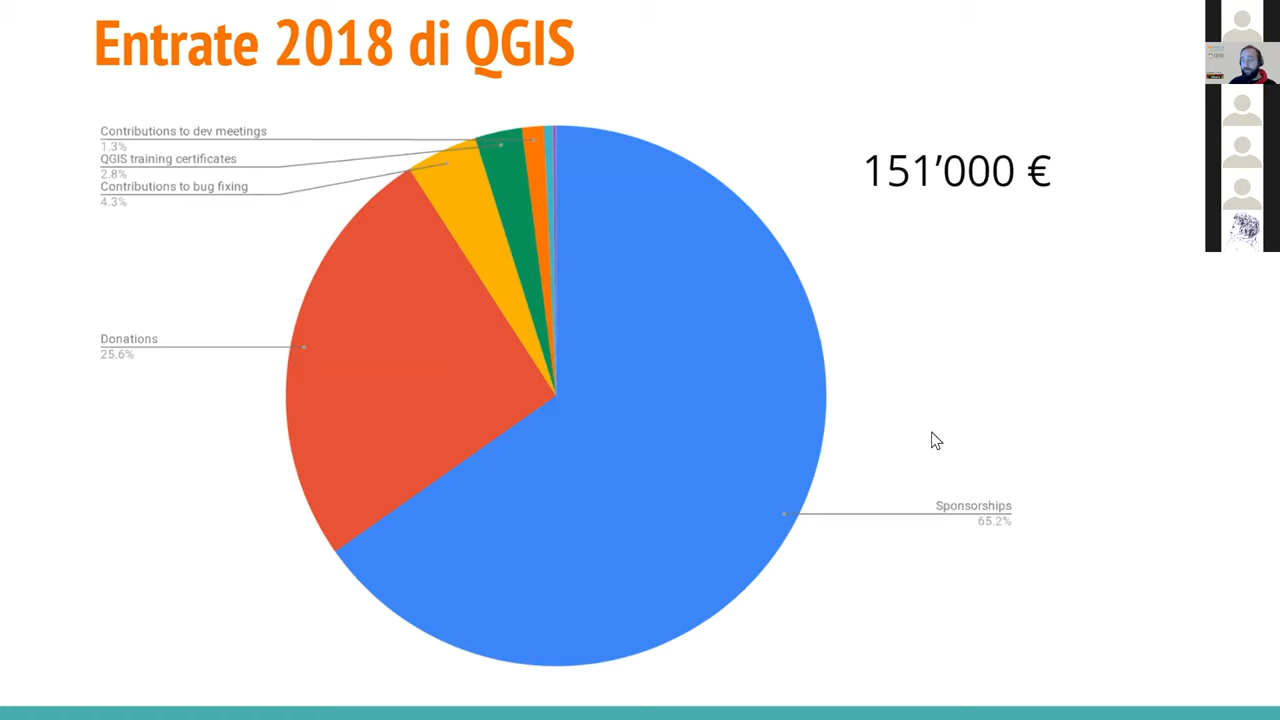 Entrate 2018 di QGIS
151’000 €
Contributions to dev meetings
1.3%
QGIS training certificates
2.8%
Contributions to bug fixing
4.3%
Donations
25.6%
Sponsorships
65.2%